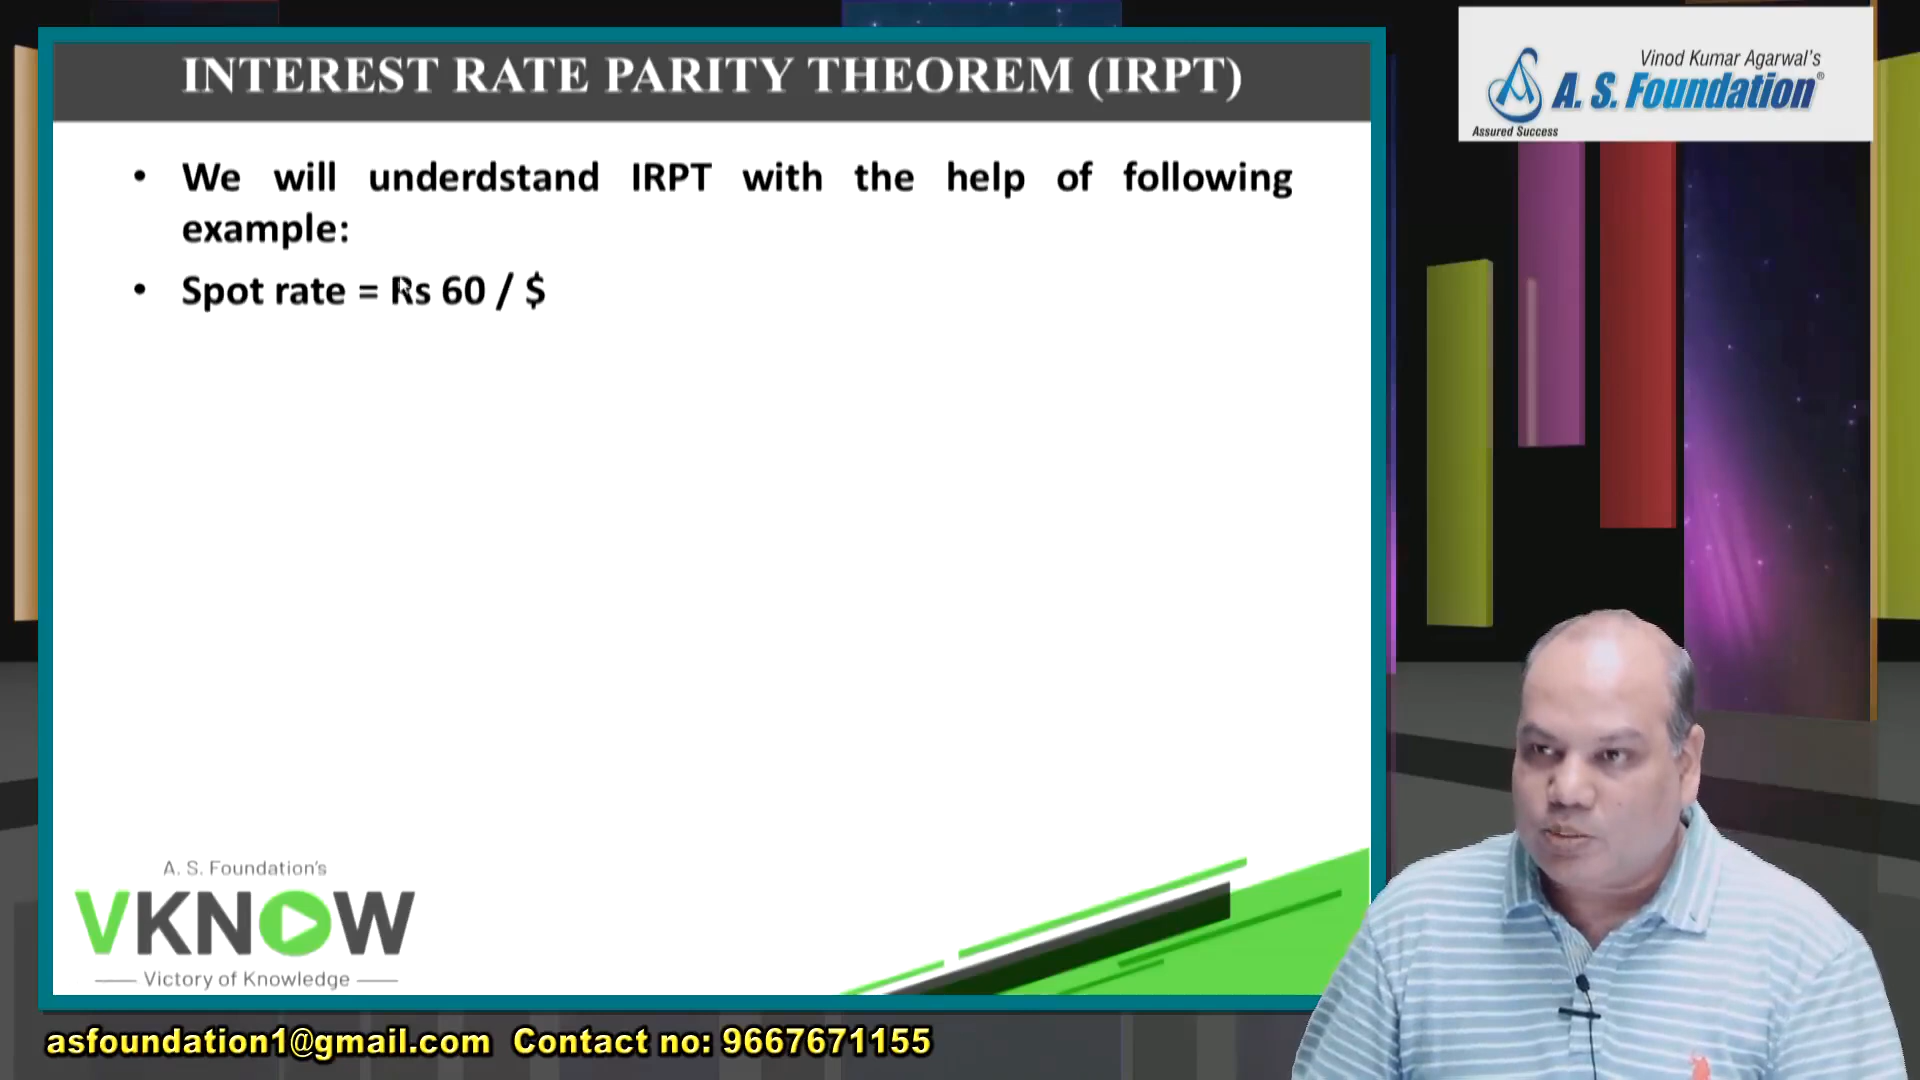 INTEREST RATE PARITY THEOREM (IRPT)
Vinod Kumar Agarwal's
A. S. Foundation®
Assured Success
• We will underdstand IRPT with the help of following
example:
• Spot rate = Rs 60 / $
A. S. Foundation's
VKNOW
Victory of Knowledge
asfoundation1@gmail.com Contact no: 9667671155